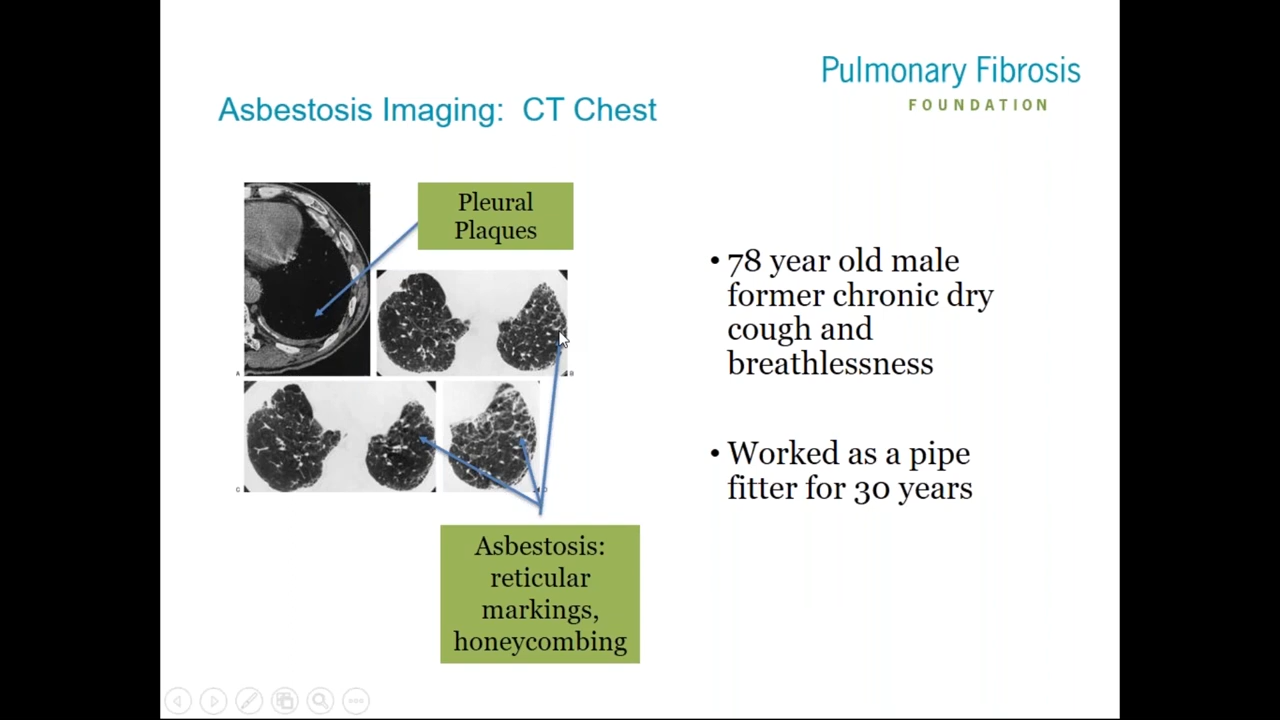 Pulmonary Fibrosis
FOUNDATION
Asbestosis Imaging: CT Chest
Pleural
Plaques
• 78 year old male
former chronic dry
cough and
breathlessness
• Worked as a pipe
fitter for 30 years
A
B
C
D
Asbestosis:
reticular
markings,
honeycombing